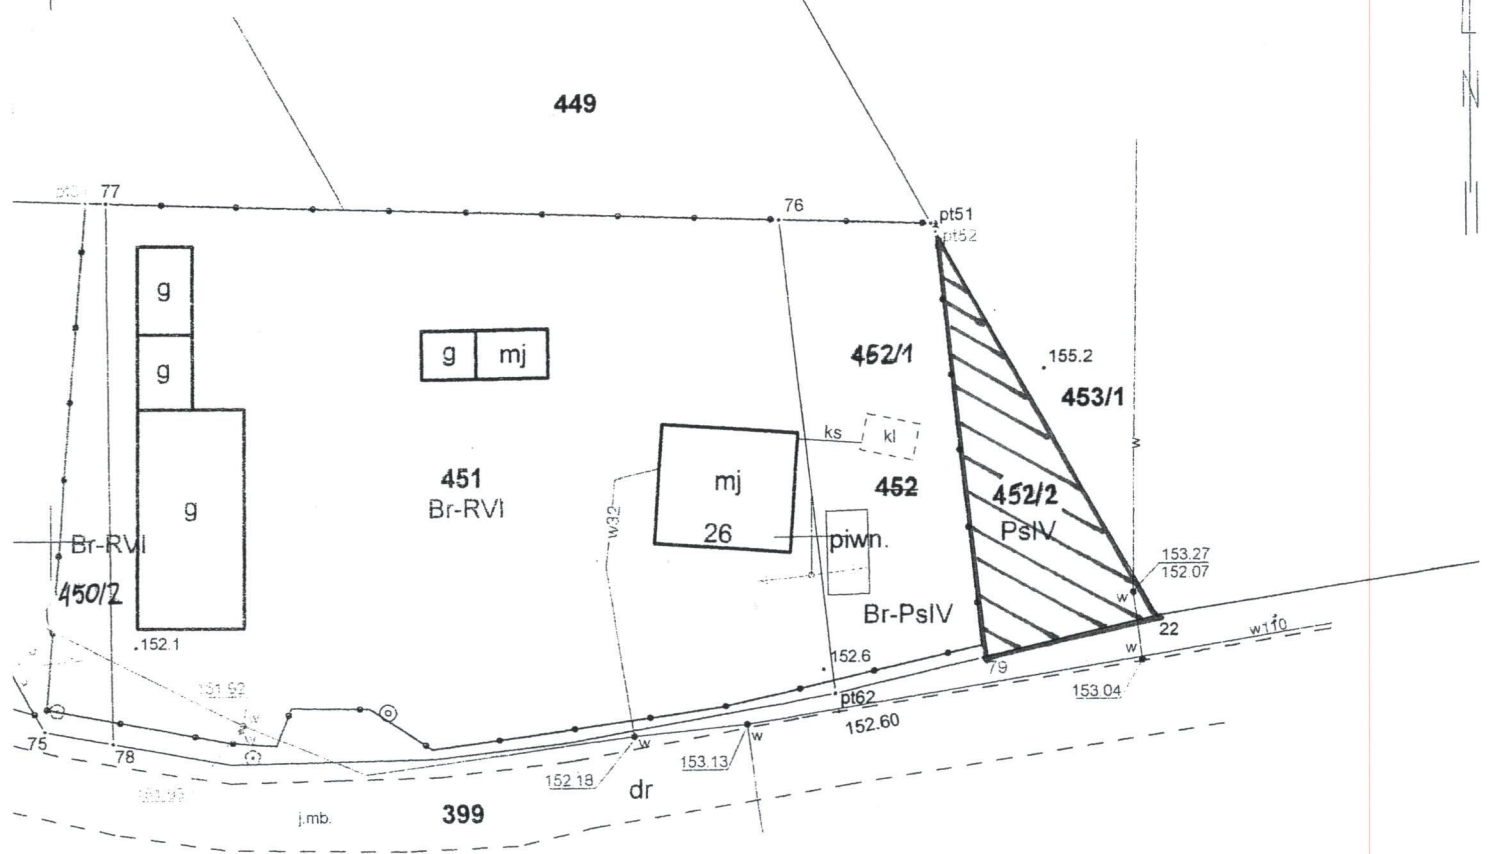 N
449
77
76
pt51
pt52
g
g
g
mj
452/1
155.2
453/1
ks
kl
451
Br-RVI
mj
26
452
452/2
PsIV
w
g
w32
piwn.
Br-RVI
450/2
153.27
152.07
w
Br-PsIV
22
w110
152.1
152.6
79
w
153.04
pt62
152.60
75
78
w
w
153.13
152.18
dr
j.mb.
399